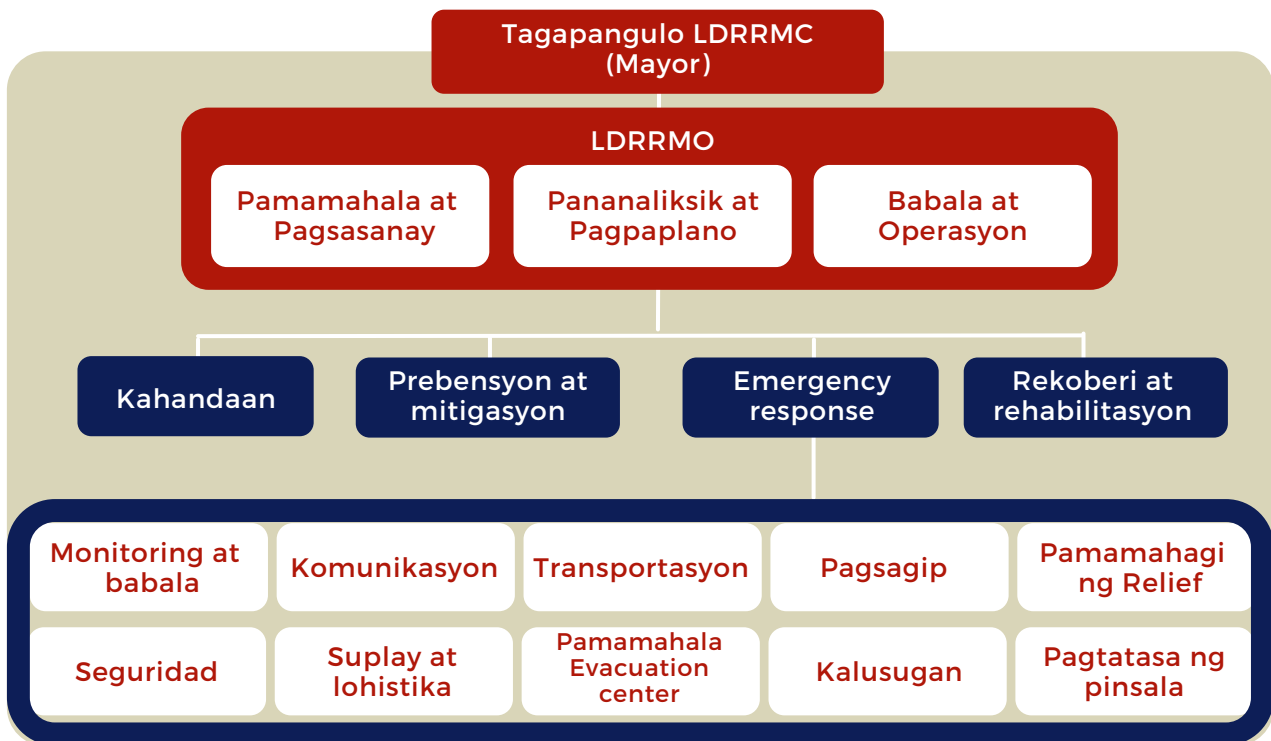 Tagapangulo LDRRMC
(Mayor)
LDRRMO
Pamamahala at
Pagsasanay
Pananaliksik at
Pagpaplano
Babala at
Operasyon
Kahandaan
Prebensyon at
mitigasyon
Emergency
response
Rekoberi at
rehabilitasyon
Monitoring at
babala
Komunikasyon
Transportasyon
Pagsagip
Pamamahagi
ng Relief
Seguridad
Suplay at
lohistika
Pamamahala
Evacuation
center
Kalusugan
Pagtatasa ng
pinsala